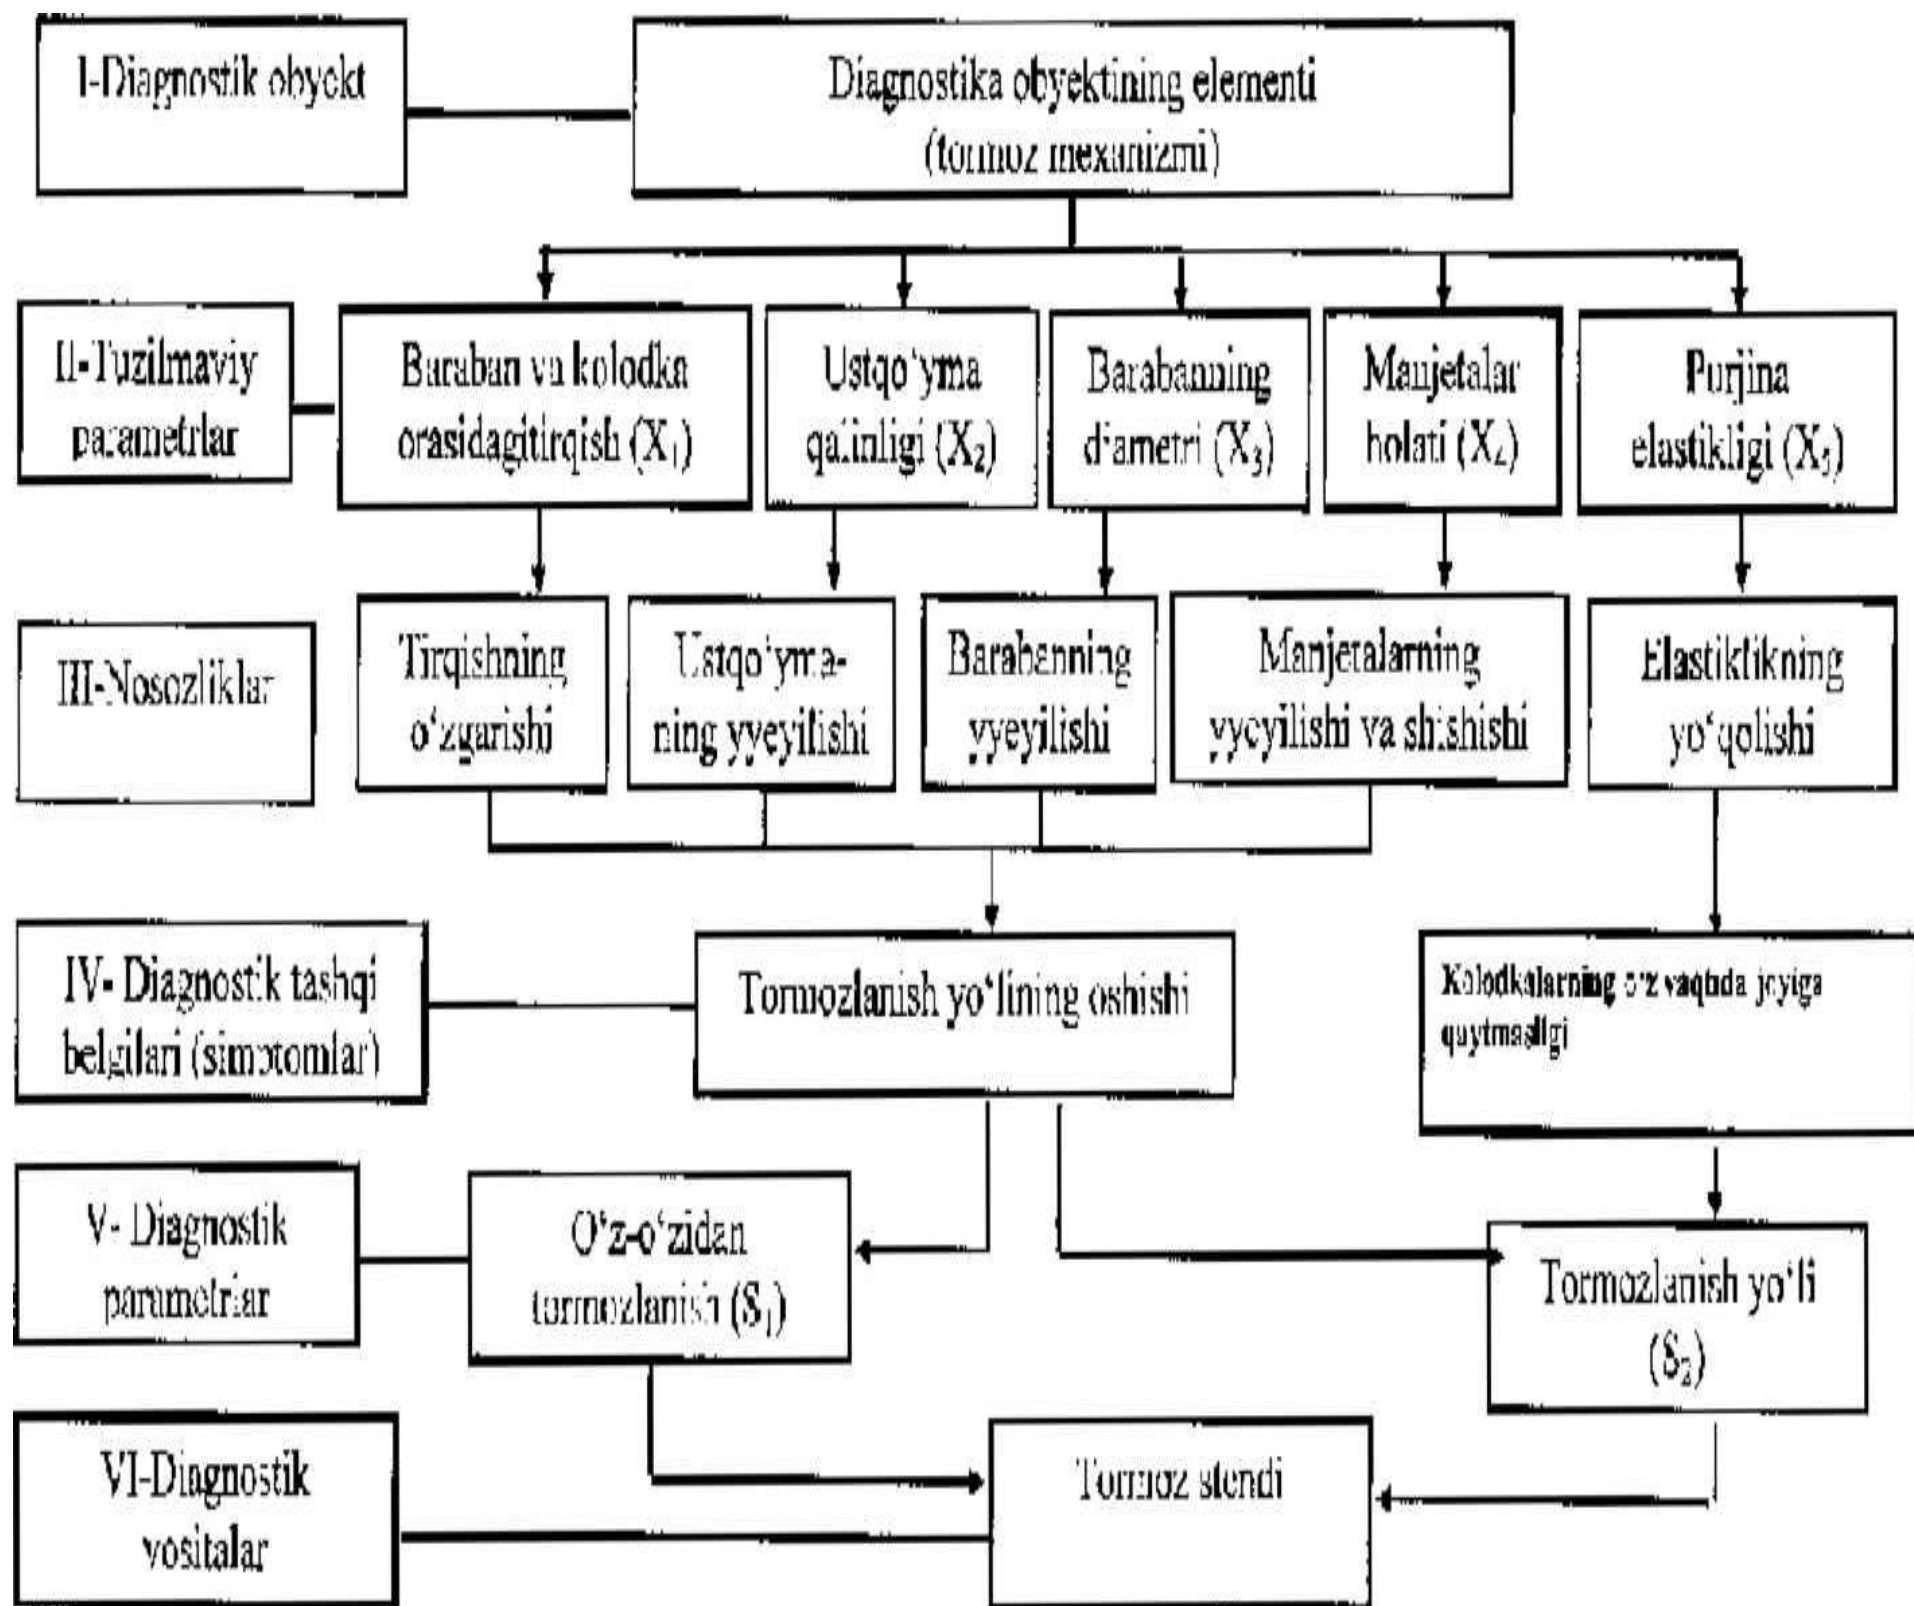 I-Diagnostik obyekt
Diagnostika obyektining elementi
(tormoz mexanizmi)
II-Tuzilmaviy
parametrlar
Baraban va kolodka
orasidagitirqish (X₁)
Ustqo‘yma
qalinligi (X₂)
Barabanning
diametri (X₃)
Manjetalar
holati (X₄)
Purjina
elastikligi (X₅)
III-Nosozliklar
Tirqishning
o‘zgarishi
Ustqo‘yma-
ning yyeyilishi
Barabanning
yyeyilishi
Manjetalarning
yyeyilishi va shishishi
Elastiklikning
yo‘qolishi
IV- Diagnostik tashqi
belgilari (simptomlar)
Tormozlanish yo‘lining oshishi
Kolodkalarning o‘z vaqtida joyiga
qaytmasligi
V- Diagnostik
parametrlar
O‘z-o‘zidan
tormozlanish (S₁)
Tormozlanish yo‘li
(S₂)
VI-Diagnostik
vositalar
Tormoz stendi